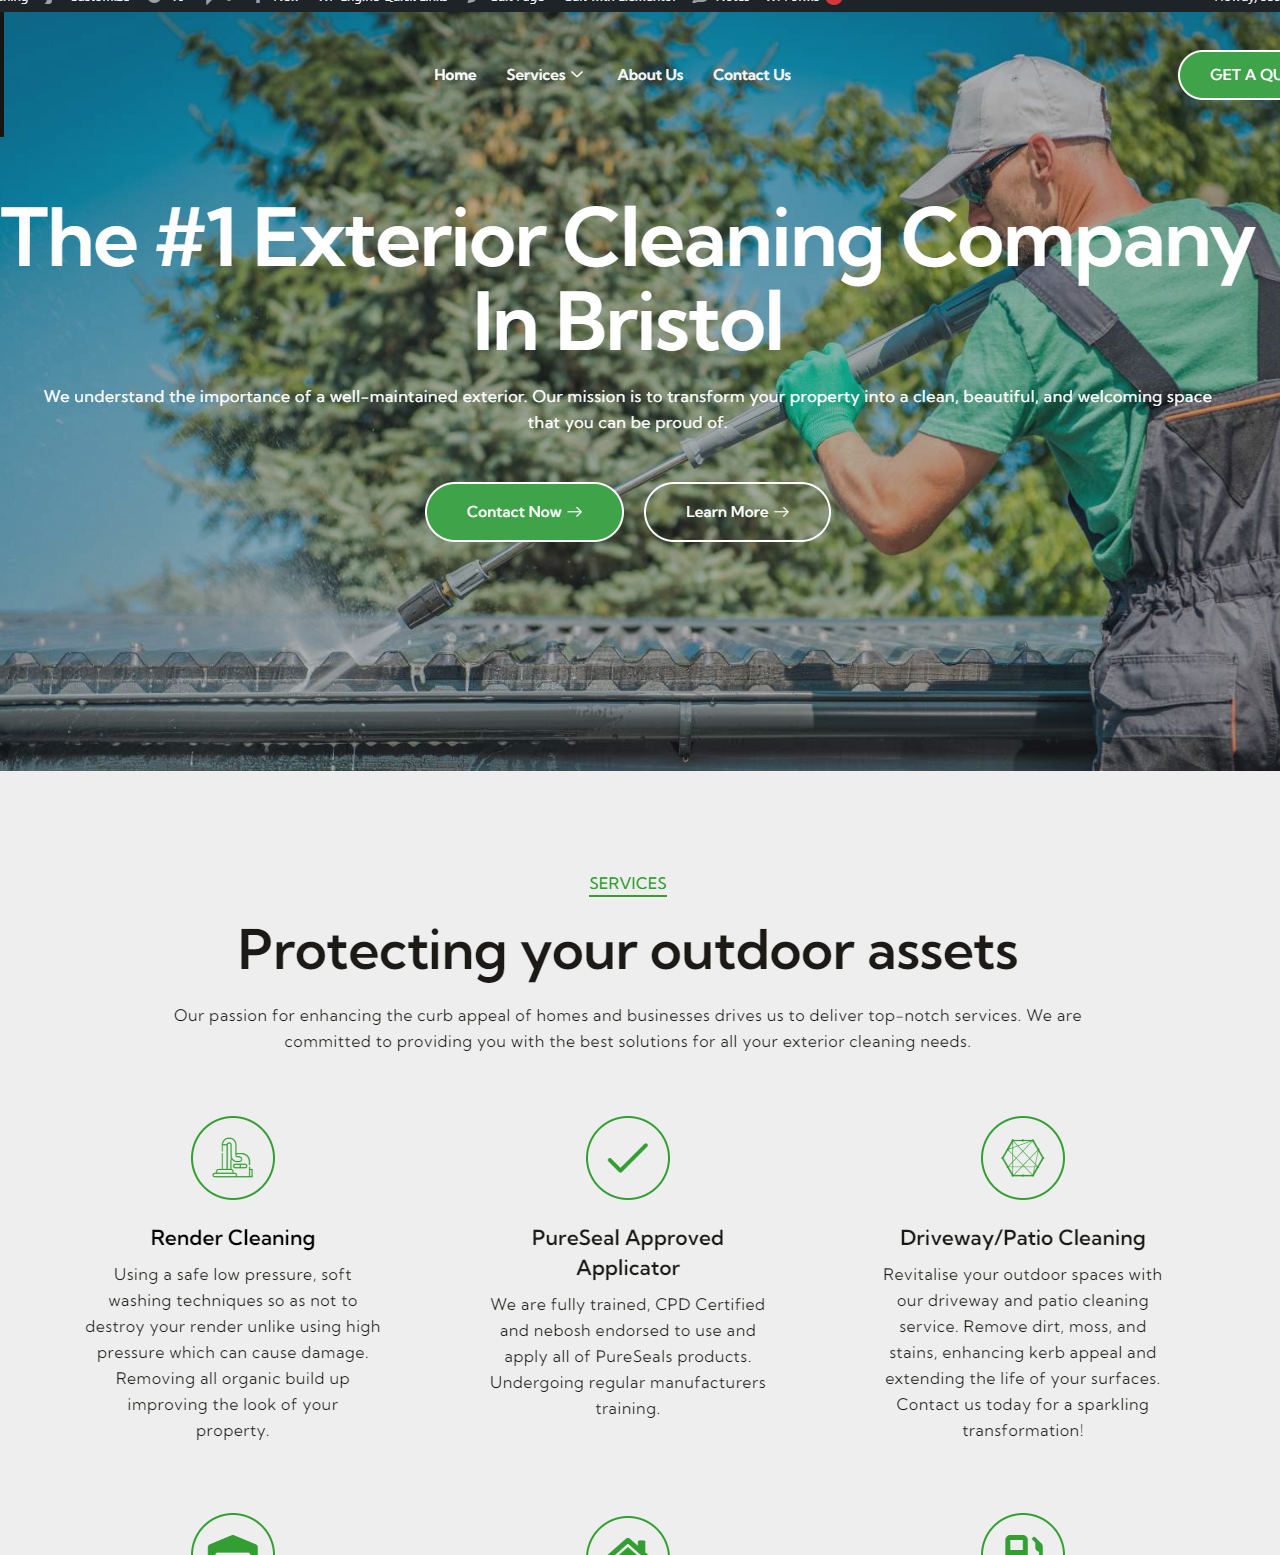 Home Services About Us Contact Us GET A QU
The #1 Exterior Cleaning Company
In Bristol
We understand the importance of a well-maintained exterior. Our mission is to transform your property into a clean, beautiful, and welcoming space
that you can be proud of.
Contact Now Learn More
SERVICES
Protecting your outdoor assets
Our passion for enhancing the curb appeal of homes and businesses drives us to deliver top-notch services. We are
committed to providing you with the best solutions for all your exterior cleaning needs.
Render Cleaning
Using a safe low pressure, soft
washing techniques so as not to
destroy your render unlike using high
pressure which can cause damage.
Removing all organic build up
improving the look of your
property.
PureSeal Approved
Applicator
We are fully trained, CPD Certified
and nebosh endorsed to use and
apply all of PureSeals products.
Undergoing regular manufacturers
training.
Driveway/Patio Cleaning
Revitalise your outdoor spaces with
our driveway and patio cleaning
service. Remove dirt, moss, and
stains, enhancing kerb appeal and
extending the life of your surfaces.
Contact us today for a sparkling
transformation!